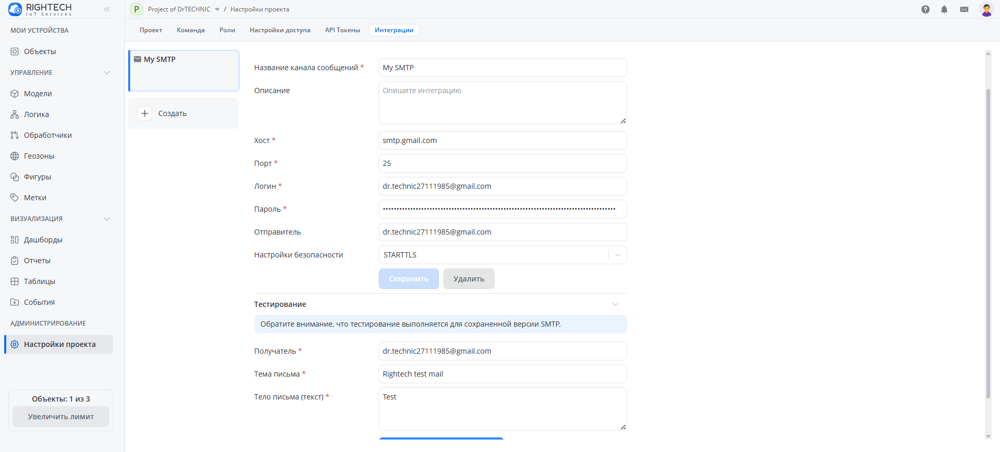 RIGHTECH
IoT Services
P Project of DrTECHNIC / Настройки проекта
Проект Команда Роли Настройки доступа API Токены Интеграции
МОИ УСТРОЙСТВА
Объекты
УПРАВЛЕНИЕ
Модели
Логика
Обработчики
Геозоны
Фигуры
Метки
ВИЗУАЛИЗАЦИЯ
Дашборды
Отчеты
Таблицы
События
АДМИНИСТРИРОВАНИЕ
Настройки проекта
Объекты: 1 из 3
Увеличить лимит
My SMTP
Создать
Название канала сообщений * My SMTP
Описание Опишите интеграцию
Хост * smtp.gmail.com
Порт * 25
Логин * dr.technic27111985@gmail.com
Пароль *
Отправитель dr.technic27111985@gmail.com
Настройки безопасности STARTTLS
Сохранить Удалить
Тестирование
Обратите внимание, что тестирование выполняется для сохраненной версии SMTP.
Получатель * dr.technic27111985@gmail.com
Тема письма * Rightech test mail
Тело письма (текст) * Test